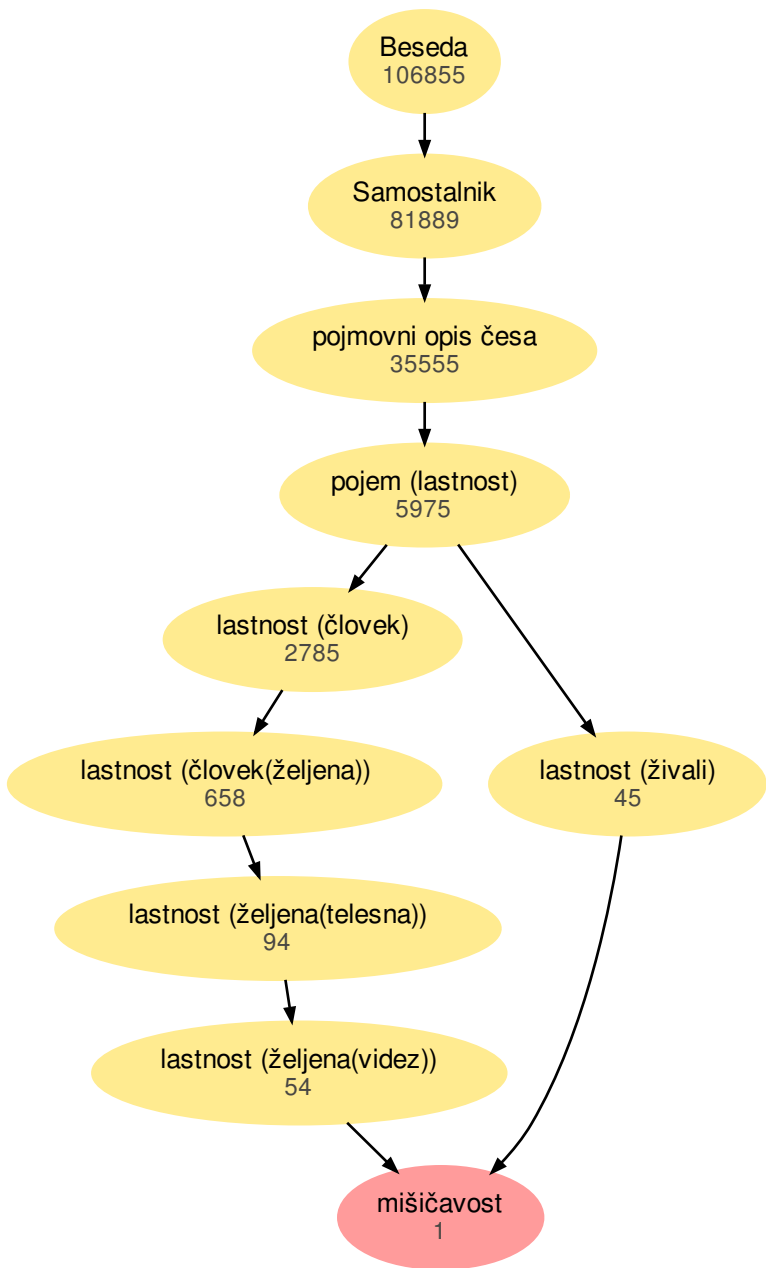 Beseda
106855
Samostalnik
81889
pojmovni opis česa
35555
pojem (lastnost)
5975
lastnost (človek)
2785
lastnost (človek(željena))
658
lastnost (živali)
45
lastnost (željena(telesna))
94
lastnost (željena(videz))
54
mišičavost
1